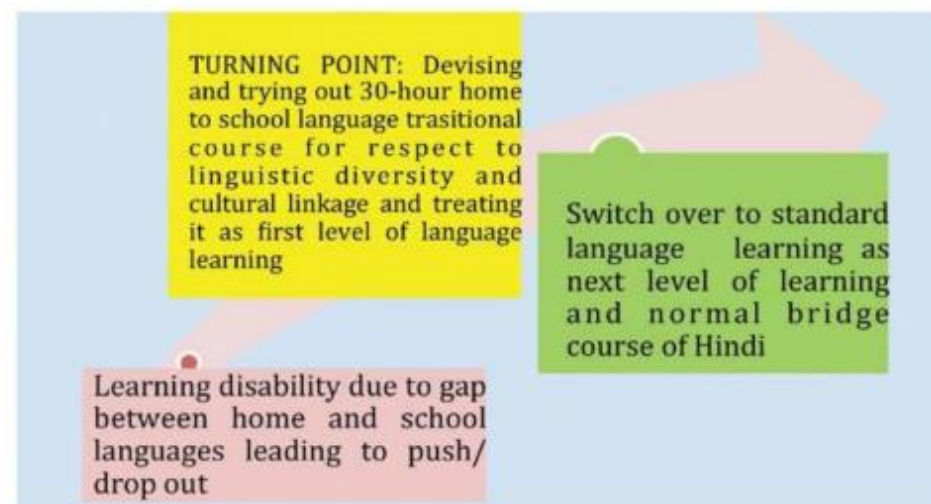 TURNING POINT: Devising
and trying out 30-hour home
to school language trasitional
course for respect to
linguistic diversity and
cultural linkage and treating
it as first level of language
learning
Switch over to standard
language learning as
next level of learning
and normal bridge
course of Hindi
Learning disability due to gap
between home and school
languages leading to push/
drop out